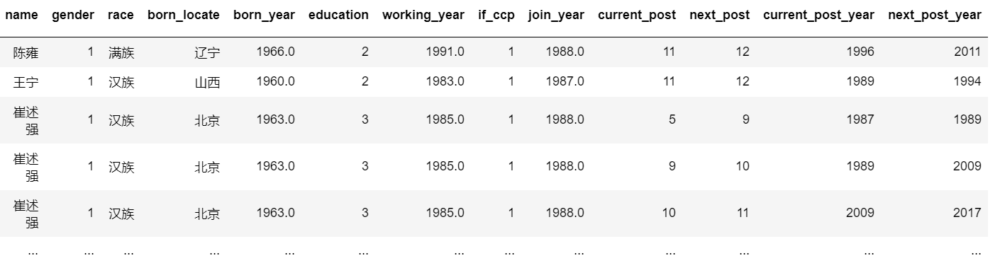 name gender race born_locate born_year education working_year if_ccp join_year current_post next_post current_post_year next_post_year
陈雍 1 满族 辽宁 1966.0 2 1991.0 1 1988.0 11 12 1996 2011
王宁 1 汉族 山西 1960.0 2 1983.0 1 1987.0 11 12 1989 1994
崔述
强 1 汉族 北京 1963.0 3 1985.0 1 1988.0 5 9 1987 1989
崔述
强 1 汉族 北京 1963.0 3 1985.0 1 1988.0 9 10 1989 2009
崔述
强 1 汉族 北京 1963.0 3 1985.0 1 1988.0 10 11 2009 2017
... ... ... ... ... ... ... ... ... ... ... ... ...